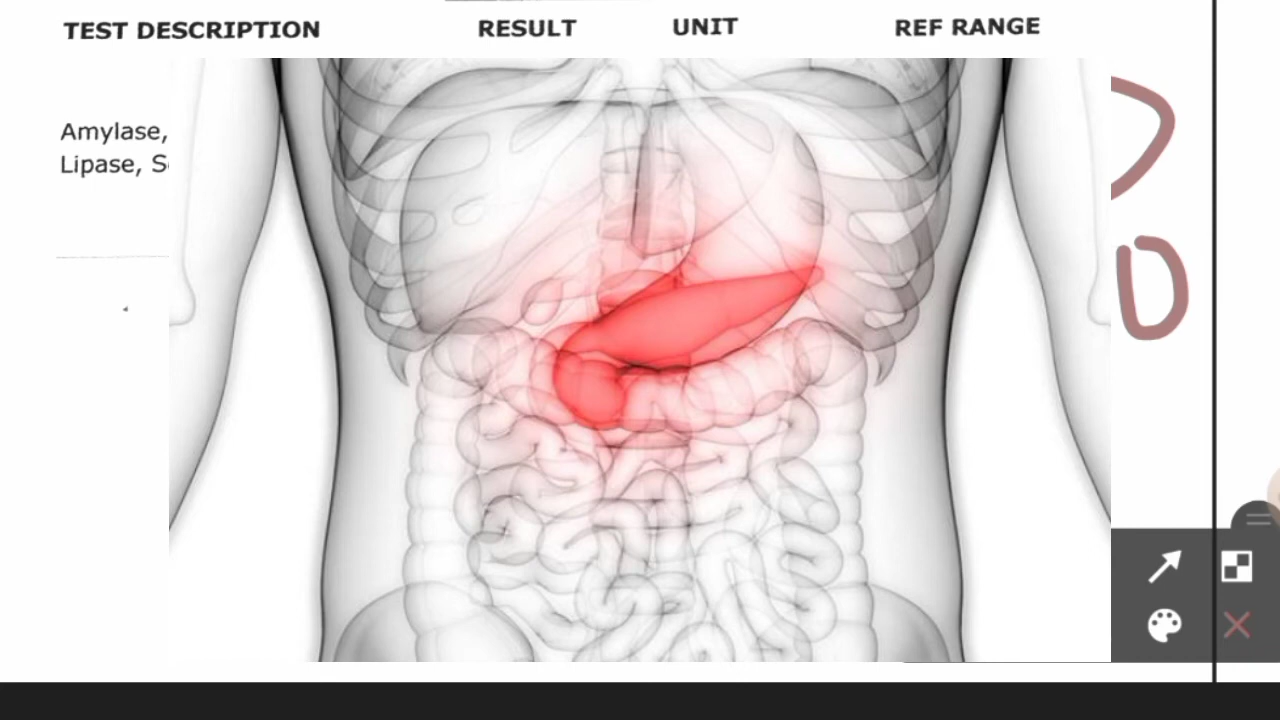 TEST DESCRIPTION RESULT UNIT REF RANGE
Amylase,
Lipase, S